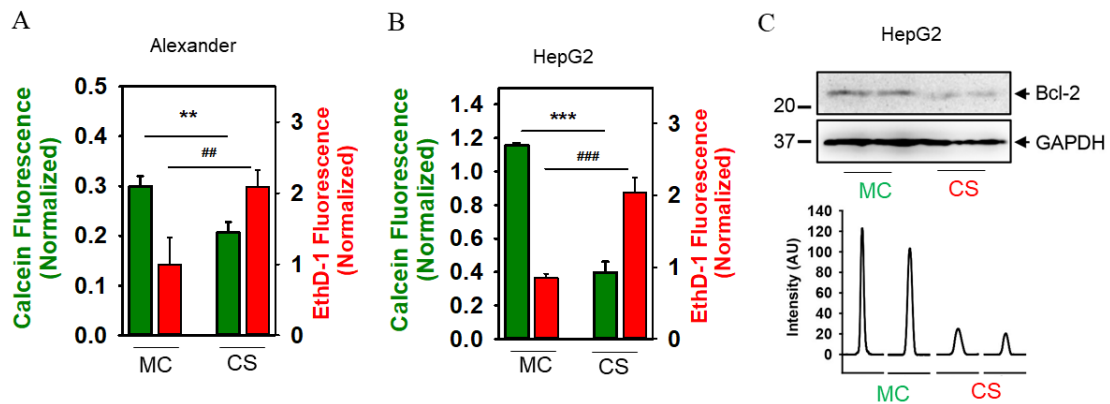 A
Alexander
Calcein Fluorescence
(Normalized)
0.5
0.4
0.3
0.2
0.1
0.0
**
##
3
2
1
0
EthD-1 Fluorescence
(Normalized)
MC
CS
B
HepG2
Calcein Fluorescence
(Normalized)
1.4
1.2
1.0
0.8
0.6
0.4
0.2
0.0
***
###
3
2
1
0
EthD-1 Fluorescence
(Normalized)
MC
CS
C
HepG2
20
Bcl-2
37
GAPDH
MC
CS
Intensity (AU)
140
120
100
80
60
40
20
0
MC
CS